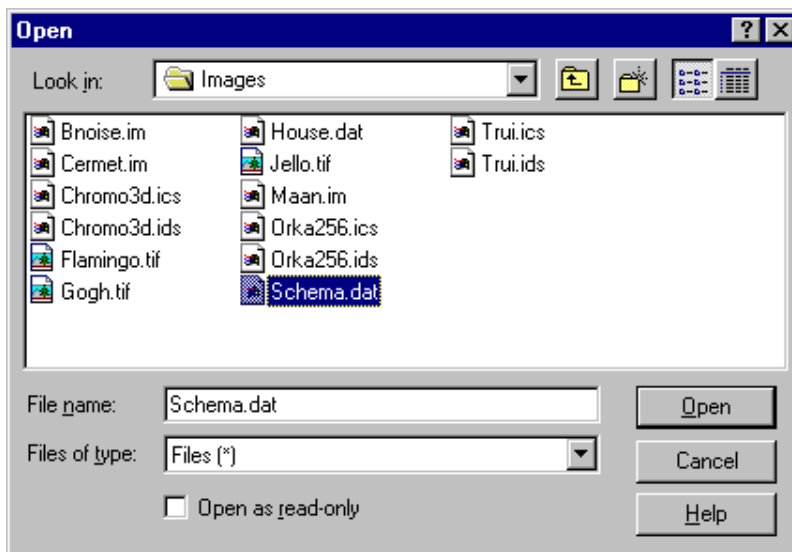 Open
Look in: Images
Bnoise.im House.dat Trui.ics
Cermet.im Jello.tif Trui.ids
Chromo3d.ics Maan.im
Chromo3d.ids Orka256.ics
Flamingo.tif Orka256.ids
Gogh.tif Schema.dat
File name: Schema.dat Open
Files of type: Files (*) Cancel
Open as read-only Help